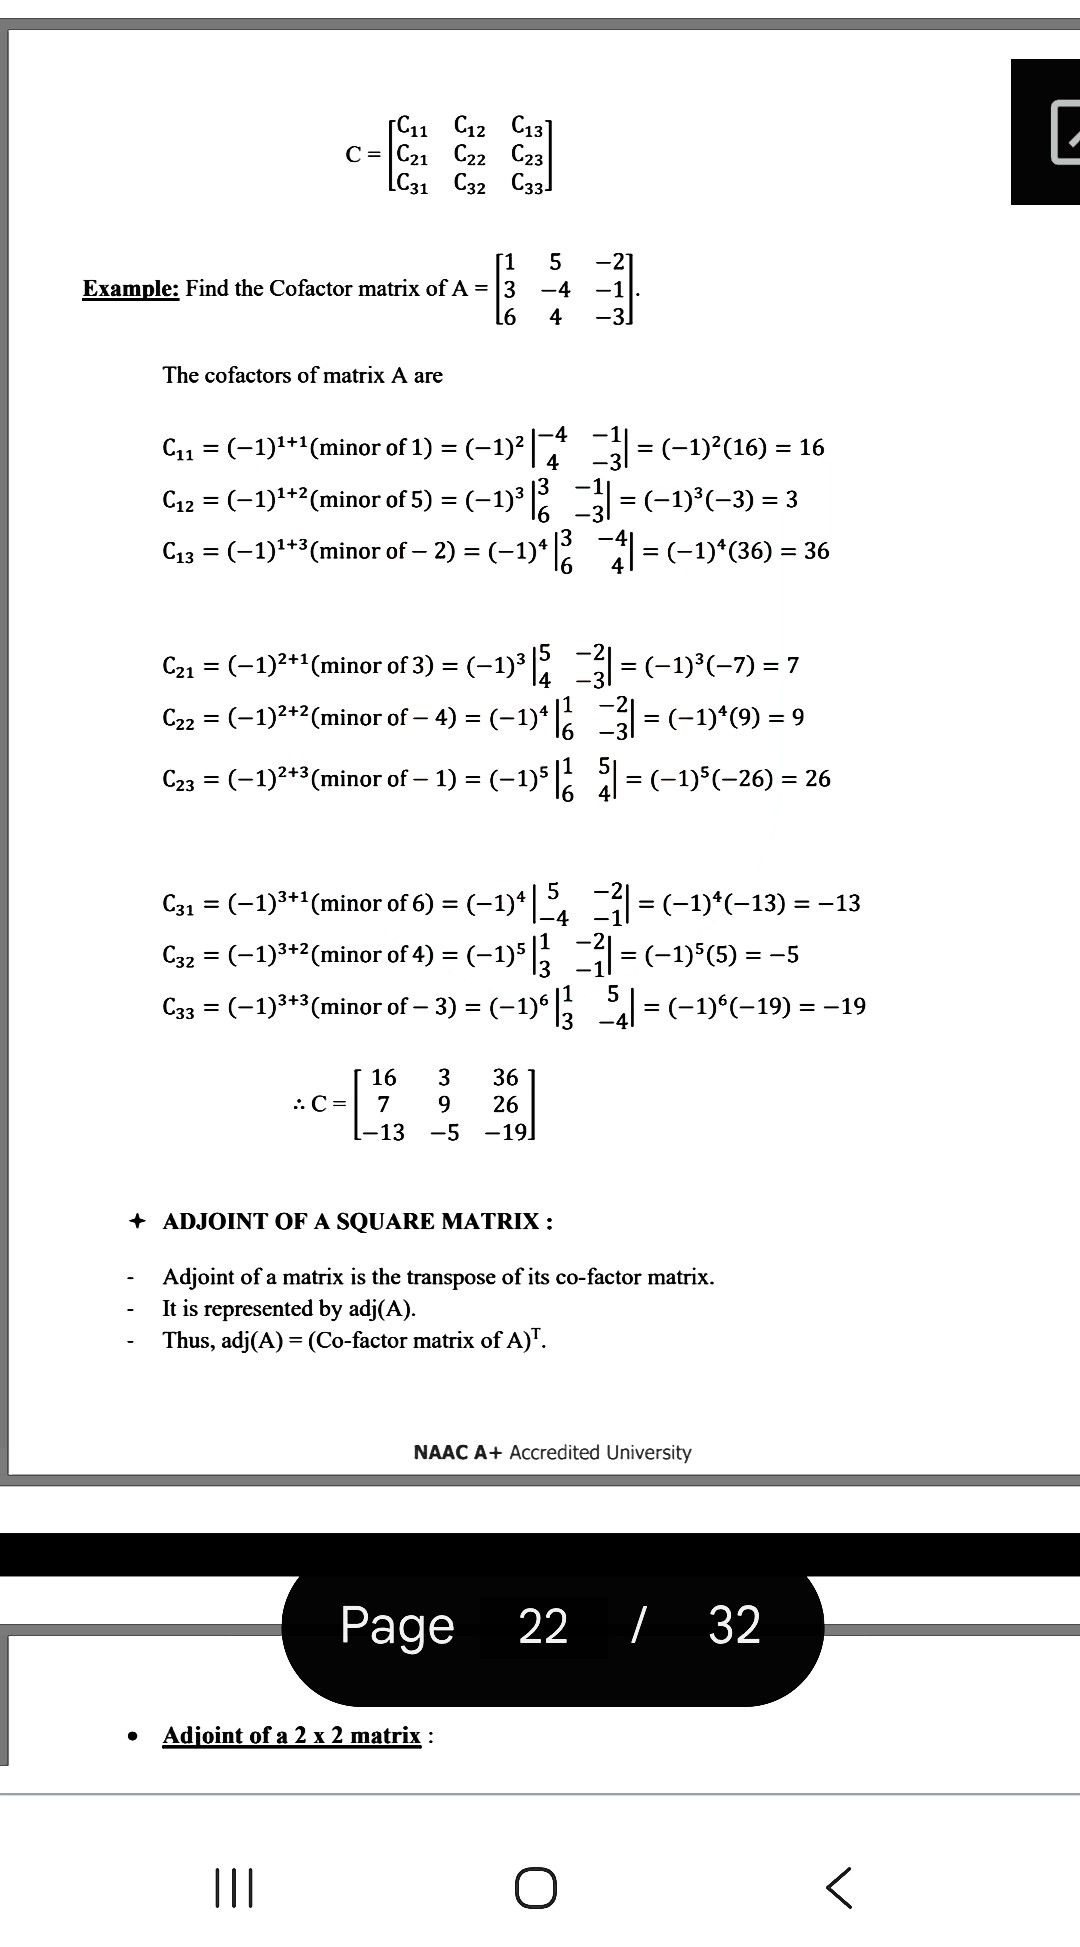 C = [C₁₁ C₁₂ C₁₃
C₂₁ C₂₂ C₂₃
C₃₁ C₃₂ C₃₃]
Example: Find the Cofactor matrix of A = [1 5 −2
3 −4 −1
6 4 −3].
The cofactors of matrix A are
C₁₁ = (−1)¹⁺¹(minor of 1) = (−1)² |−4 −1; 4 −3| = (−1)²(16) = 16
C₁₂ = (−1)¹⁺²(minor of 5) = (−1)³ |3 −1; 6 −3| = (−1)³(−3) = 3
C₁₃ = (−1)¹⁺³(minor of − 2) = (−1)⁴ |3 −4; 6 4| = (−1)⁴(36) = 36
C₂₁ = (−1)²⁺¹(minor of 3) = (−1)³ |5 −2; 4 −3| = (−1)³(−7) = 7
C₂₂ = (−1)²⁺²(minor of − 4) = (−1)⁴ |1 −2; 6 −3| = (−1)⁴(9) = 9
C₂₃ = (−1)²⁺³(minor of − 1) = (−1)⁵ |1 5; 6 4| = (−1)⁵(−26) = 26
C₃₁ = (−1)³⁺¹(minor of 6) = (−1)⁴ |5 −2; −4 −1| = (−1)⁴(−13) = −13
C₃₂ = (−1)³⁺²(minor of 4) = (−1)⁵ |1 −2; 3 −1| = (−1)⁵(5) = −5
C₃₃ = (−1)³⁺³(minor of − 3) = (−1)⁶ |1 5; 3 −4| = (−1)⁶(−19) = −19
∴ C = [16 3 36
7 9 26
−13 −5 −19]
✦ ADJOINT OF A SQUARE MATRIX :
- Adjoint of a matrix is the transpose of its co-factor matrix.
- It is represented by adj(A).
- Thus, adj(A) = (Co-factor matrix of A)ᵀ.
NAAC A+ Accredited University
Page 22 / 32
• Adjoint of a 2 x 2 matrix :